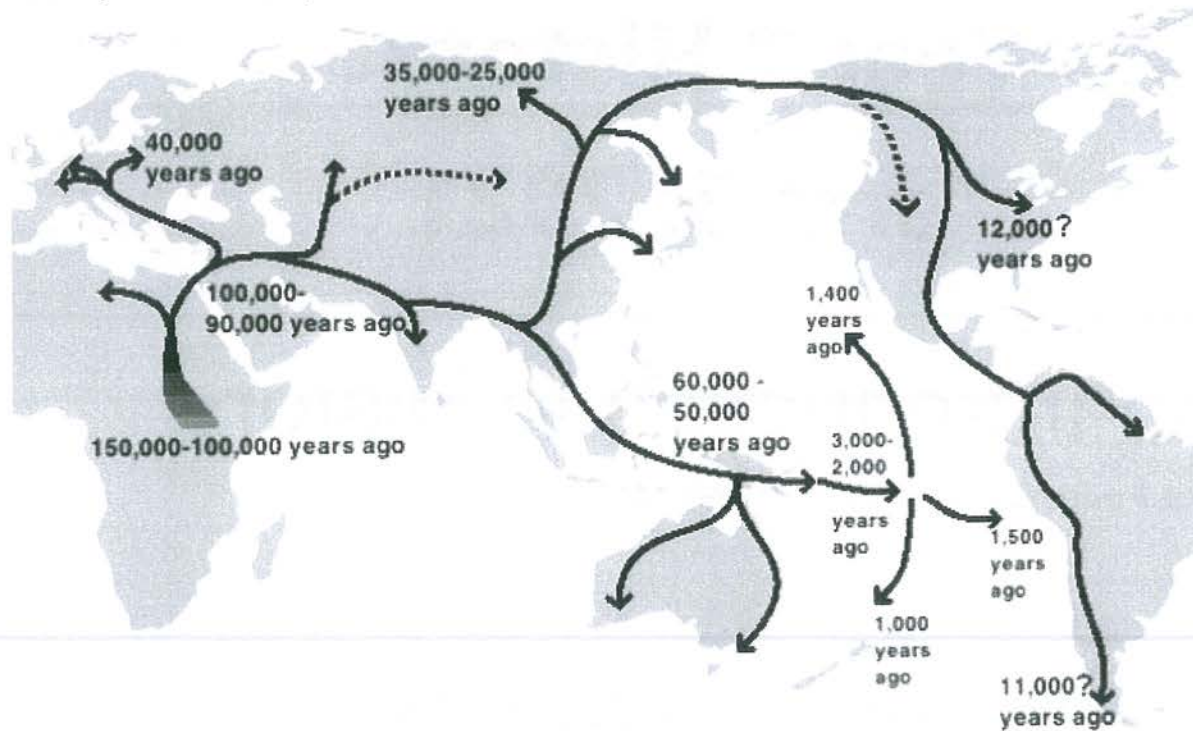 35,000-25,000
years ago
40,000
years ago
12,000?
years ago
100,000-
90,000 years ago
1,400
years
ago
60,000 -
50,000
years ago
3,000-
2,000
years
ago
150,000-100,000 years ago
1,500
years
ago
1,000
years
ago
11,000?
years ago